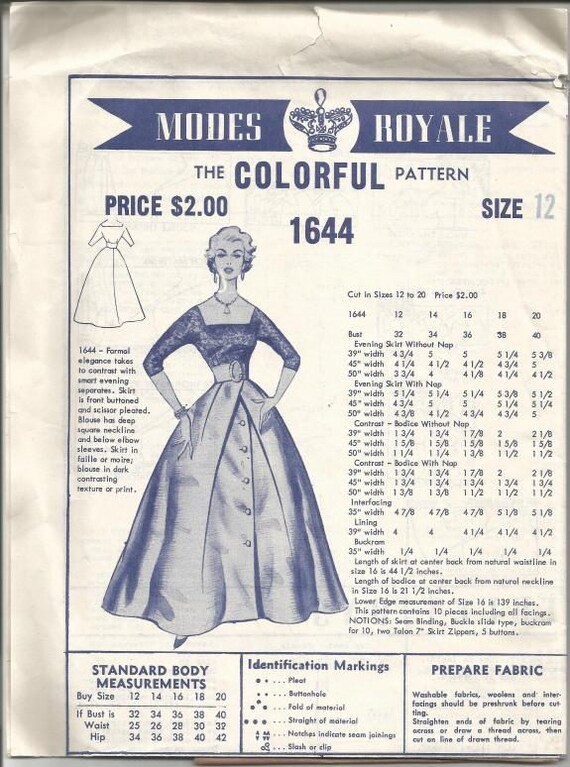 MODES ROYALE
THE COLORFUL PATTERN
PRICE $2.00
SIZE 12
1644
1644 - Formal
elegance takes
to contrast with
smart evening
separates. Skirt
is front buttoned
and scissor pleated.
Blouse has deep
square neckline
and below elbow
sleeves. Skirt in
faille or moire;
blouse in dark
contrasting
texture or print.
Cut in Sizes 12 to 20 Price $2.00
1644 12 14 16 18 20
Bust 32 34 36 38 40
Evening Skirt Without Nap
39" width 4 3/4 5 5 5 1/4 5 3/8
45" width 4 1/4 4 1/2 4 1/2 4 3/4 5
50" width 3 3/4 4 4 1/8 4 1/4 4 1/2
Evening Skirt With Nap
39" width 5 1/4 5 1/4 5 1/4 5 3/8 5 1/2
45" width 4 3/4 5 5 5 1/4 5 1/4
50" width 4 3/8 4 1/2 4 3/4 4 3/4 5
Contrast - Bodice Without Nap
39" width 1 3/4 1 3/4 1 7/8 2 2 1/8
45" width 1 5/8 1 5/8 1 5/8 1 5/8 1 5/8
50" width 1 1/4 1 1/4 1 3/8 1 1/2 1 1/2
Contrast - Bodice With Nap
39" width 1 3/4 1 3/4 1 7/8 2 2 1/8
45" width 1 3/4 1 3/4 1 3/4 1 3/4 1 3/4
50" width 1 3/8 1 3/8 1 1/2 1 1/2 1 1/2
Interfacing
35" width 4 7/8 4 7/8 4 7/8 5 1/8 5 1/8
Lining
39" width 4 4 4 1/4 4 1/4 4 1/2
Buckram
35" width 1/4 1/4 1/4 1/4 1/4
Length of skirt at center back from natural waistline in
size 16 is 44 1/2 inches.
Length of bodice at center back from natural neckline
in Size 16 is 21 1/2 inches.
Lower Edge measurement of Size 16 is 139 inches.
This pattern contains 10 pieces including all facings.
NOTIONS: Seam Binding, Buckle slide type, buckram
for 10, two Talon 7" Skirt Zippers, 5 buttons.
STANDARD BODY
MEASUREMENTS
Buy Size 12 14 16 18 20
If Bust is 32 34 36 38 40
Waist 25 26 28 30 32
Hip 34 36 38 40 42
Identification Markings
... Pleat
... Buttonhole
... Fold of material
... Straight of material
... Notches indicate seam joinings
... Slash or clip
PREPARE FABRIC
Washable fabrics, woolens and inter-
facings should be preshrunk before cut-
ting.
Straighten ends of fabric by tearing
across or draw a thread across, then
cut on line of drawn thread.